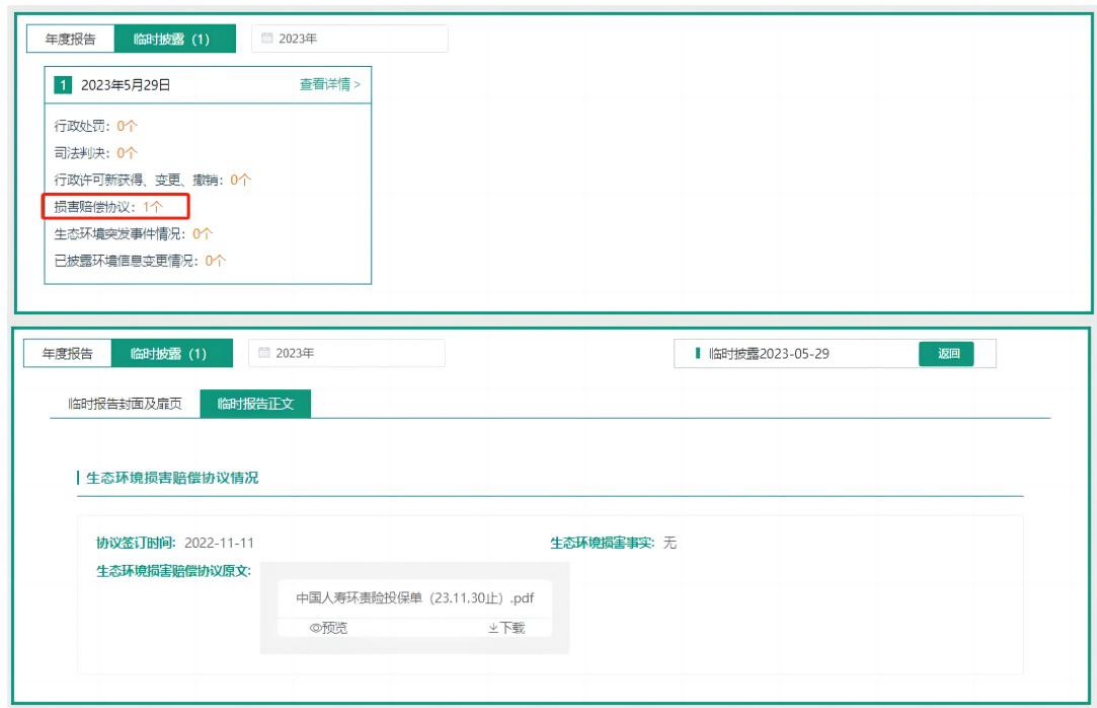 年度报告 临时披露（1） 2023年
1 2023年5月29日 查看详情 >
行政处罚：0个
司法判决：0个
行政许可新获得、变更、撤销：0个
损害赔偿协议：1个
生态环境突发事件情况：0个
已披露环境信息变更情况：0个
年度报告 临时披露（1） 2023年 临时披露2023-05-29 返回
临时报告封面及扉页 临时报告正文
生态环境损害赔偿协议情况
协议签订时间：2022-11-11 生态环境损害事实：无
生态环境损害赔偿协议原文：
中国人寿环责险投保单（23.11.30止）.pdf
预览 下载